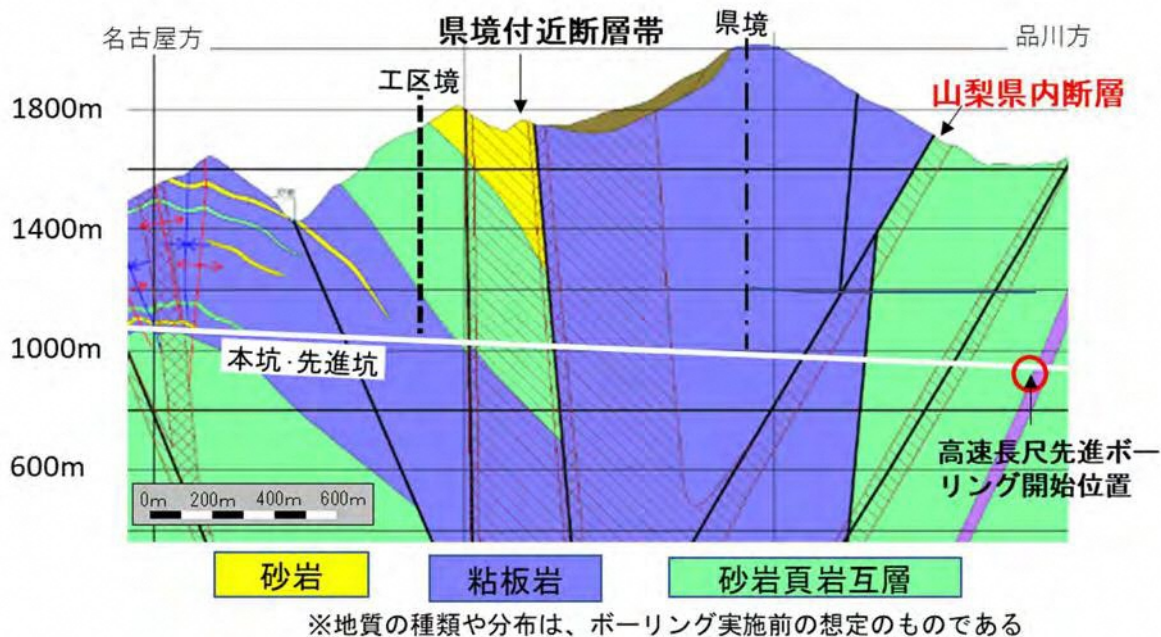 名古屋方
県境付近断層帯
県境
品川方
工区境
山梨県内断層
1800m
1400m
1000m
600m
本坑・先進坑
高速長尺先進ボー
リング開始位置
0m 200m 400m 600m
砂岩
粘板岩
砂岩頁岩互層
※地質の種類や分布は、ボーリング実施前の想定のものである